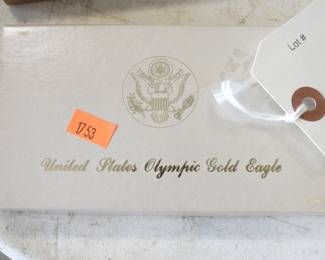 Lot #
1753
United States Olympic Gold Eagle